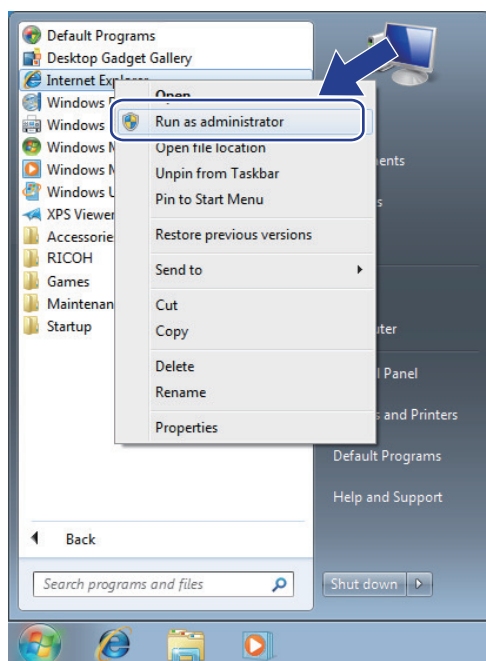 Default Programs
Desktop Gadget Gallery
Internet Explorer
Windows
Windows
Windows
Windows
Windows
XPS Viewer
Accessorie
RICOH
Games
Maintenan
Startup
Back
Search programs and files
Open
Run as administrator
Open file location
Unpin from Taskbar
Pin to Start Menu
Restore previous versions
Send to
Cut
Copy
Delete
Rename
Properties
ents
s
uter
l Panel
s and Printers
Default Programs
Help and Support
Shut down